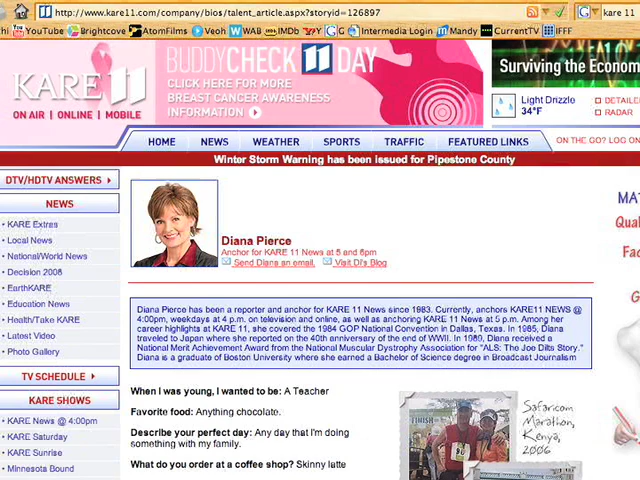 http://www.kare11.com/company/bios/talent_article.aspx?storyid=126897
kare 11
YouTube
Brightcove
AtomFilms
Vimeo
WAB
IMDb
Y!
G
Intermedia Login
Mandy
CurrentTV
IFFF
KARE 11
ON AIR | ONLINE | MOBILE
BUDDYCHECK 11 DAY
CLICK HERE FOR MORE
BREAST CANCER AWARENESS
INFORMATION
Surviving the Econom
Light Drizzle
34°F
DETAILE
RADAR
HOME
NEWS
WEATHER
SPORTS
TRAFFIC
FEATURED LINKS
ON THE GO? LOG ON
Winter Storm Warning has been issued for Pipestone County
DTV/HDTV ANSWERS
NEWS
KARE Extras
Local News
National/World News
Decision 2008
EarthKARE
Education News
Health/Take KARE
Latest Video
Photo Gallery
TV SCHEDULE
KARE SHOWS
KARE News @ 4:00pm
KARE Saturday
KARE Sunrise
Minnesota Bound
Diana Pierce
Anchor for KARE 11 News at 5 and 6pm
Send Diana an email.
Visit Di's Blog
Diana Pierce has been a reporter and anchor for KARE 11 News since 1983. Currently, anchors KARE11 NEWS @
4:00pm, weekdays at 4 p.m. on television and online, as well as anchoring KARE 11 News at 5 p.m. Among her
career highlights at KARE 11, she covered the 1984 GOP National Convention in Dallas, Texas. In 1985, Diana
traveled to Japan where she reported on the 40th anniversary of the end of WWII. In 1989, Diana received a
National Merit Achievement Award from the National Muscular Dystrophy Association for "ALS: The Joe Dilts Story."
Diana is a graduate of Boston University where she earned a Bachelor of Science degree in Broadcast Journalism
When I was young, I wanted to be: A Teacher
Favorite food: Anything chocolate.
Describe your perfect day: Any day that I'm doing
something with my family.
What do you order at a coffee shop? Skinny latte
FINISH
Safaricom
Marathon,
Kenya,
2006
MAT
Qual
Fac
G